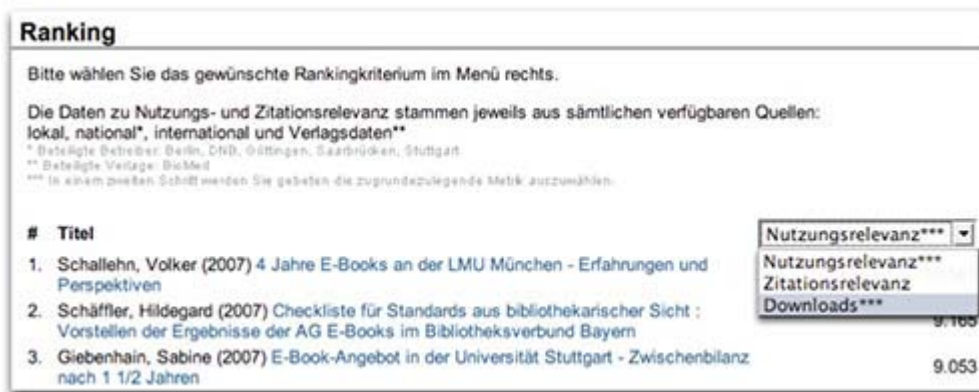 Ranking
Bitte wählen Sie das gewünschte Rankingkriterium im Menü rechts.
Die Daten zu Nutzungs- und Zitationsrelevanz stammen jeweils aus sämtlichen verfügbaren Quellen:
lokal, national*, international und Verlagsdaten**
* Beteiligte Betreiber: Berlin, DNB, Göttingen, Saarbrücken, Stuttgart
** Beteiligte Verlage: BioMed
*** In einem zweiten Schritt werden Sie gebeten die zugrundezulegende Metrik auszuwählen.
# Titel Nutzungsrelevanz***
1. Schallehn, Volker (2007) 4 Jahre E-Books an der LMU München - Erfahrungen und
Perspektiven
Nutzungsrelevanz***
Zitationsrelevanz
Downloads***
2. Schäffler, Hildegard (2007) Checkliste für Standards aus bibliothekarischer Sicht :
Vorstellen der Ergebnisse der AG E-Books im Bibliotheksverbund Bayern 9.165
3. Giebenhain, Sabine (2007) E-Book-Angebot in der Universität Stuttgart - Zwischenbilanz
nach 1 1/2 Jahren 9.053